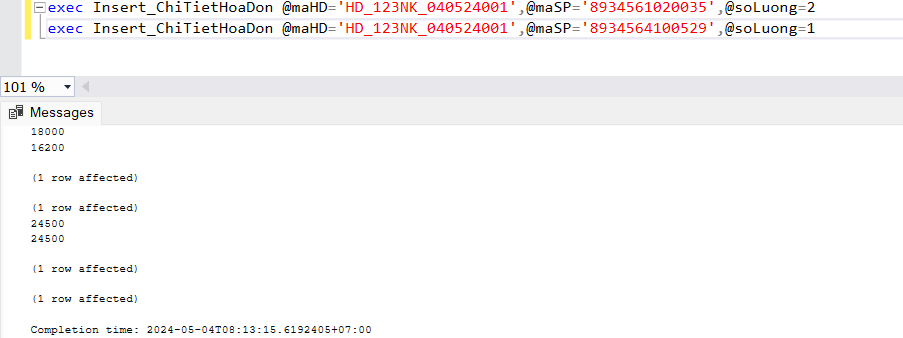 exec Insert_ChiTietHoaDon @maHD='HD_123NK_040524001',@maSP='8934561020035',@soLuong=2
exec Insert_ChiTietHoaDon @maHD='HD_123NK_040524001',@maSP='8934564100529',@soLuong=1
101 %
Messages
18000
16200
(1 row affected)
(1 row affected)
24500
24500
(1 row affected)
(1 row affected)
Completion time: 2024-05-04T08:13:15.6192405+07:00